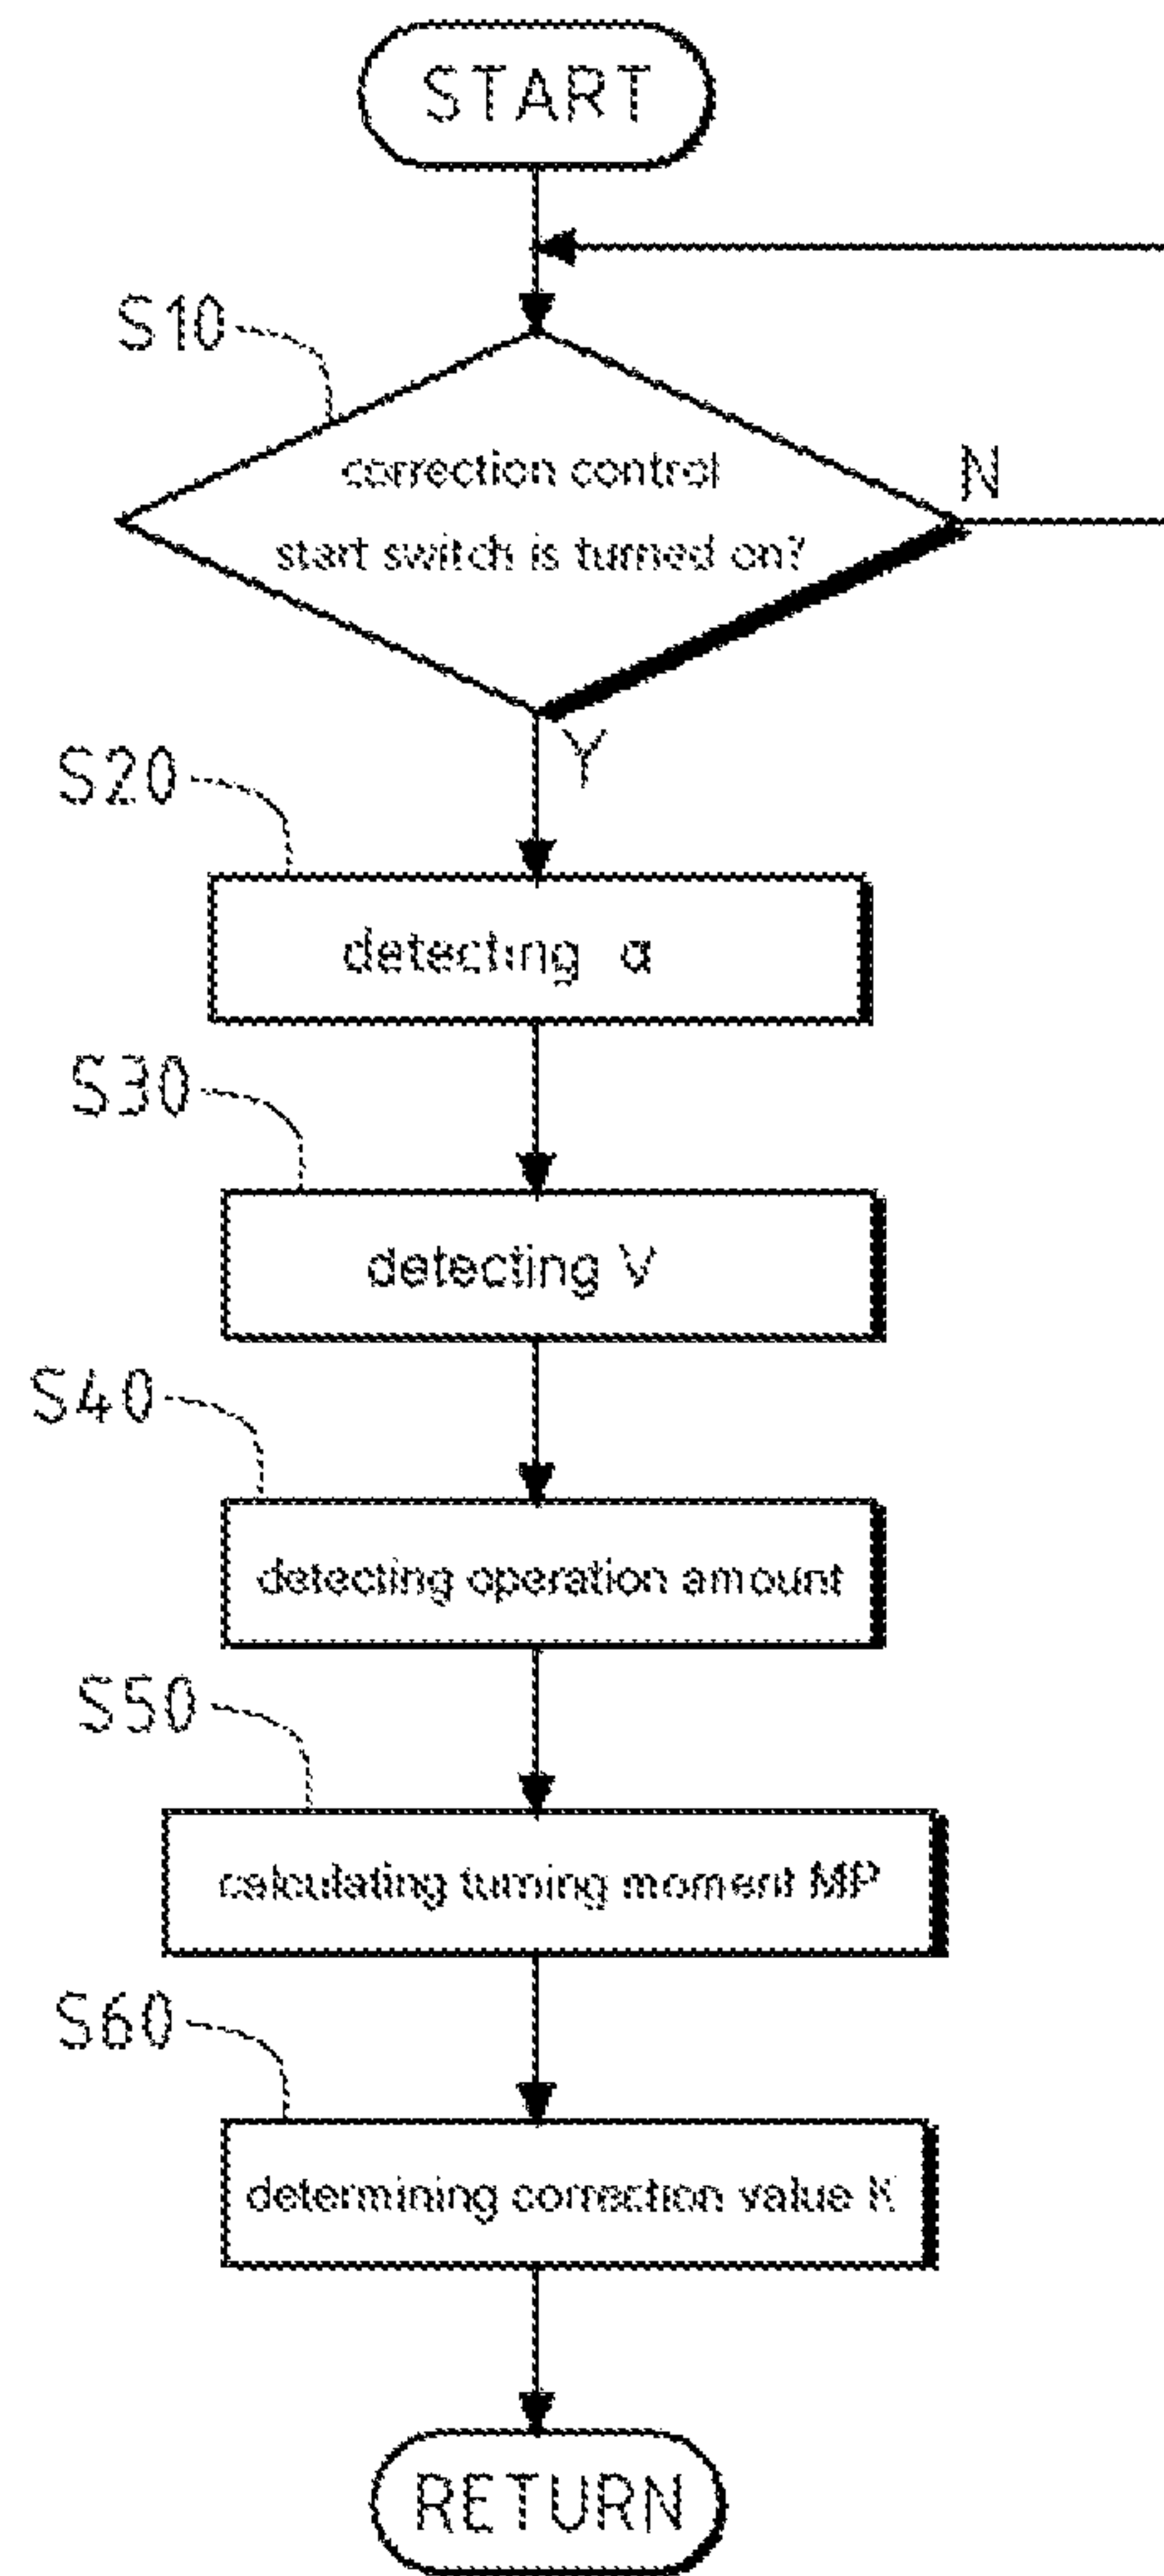 START
S10
correction control
start switch is turned on?
N
Y
S20
detecting α
S30
detecting V
S40
detecting operation amount
S50
calculating turning moment MP
S60
determining correction value K
RETURN